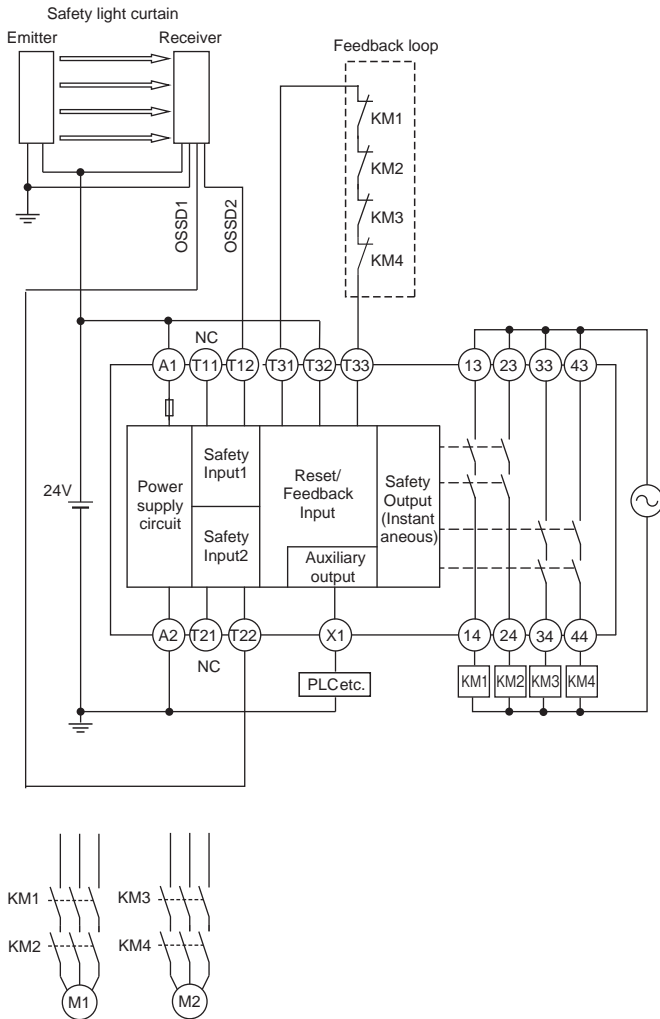 Safety light curtain
Emitter
Receiver
Feedback loop
KM1
KM2
KM3
KM4
OSSD1
OSSD2
NC
A1
T11
T12
T31
T32
T33
13
23
33
43
24V
Power
supply
circuit
Safety
Input1
Safety
Input2
Reset/
Feedback
Input
Auxiliary
output
Safety
Output
(Instant
aneous)
A2
T21
T22
X1
14
24
34
44
NC
PLC etc.
KM1
KM2
KM3
KM4
KM1
KM2
M1
KM3
KM4
M2